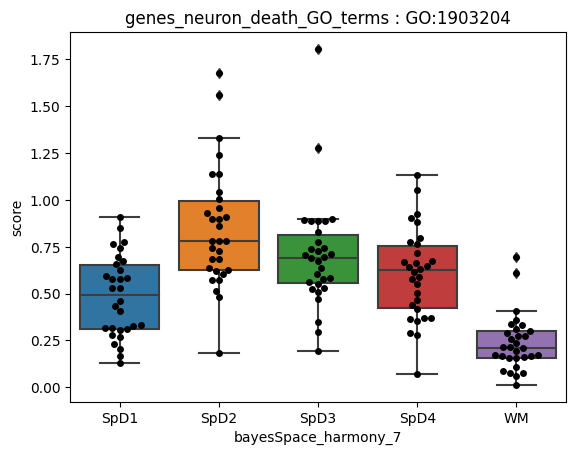 genes_neuron_death_GO_terms : GO:1903204
score
1.75
1.50
1.25
1.00
0.75
0.50
0.25
0.00
SpD1 SpD2 SpD3 SpD4 WM
bayesSpace_harmony_7